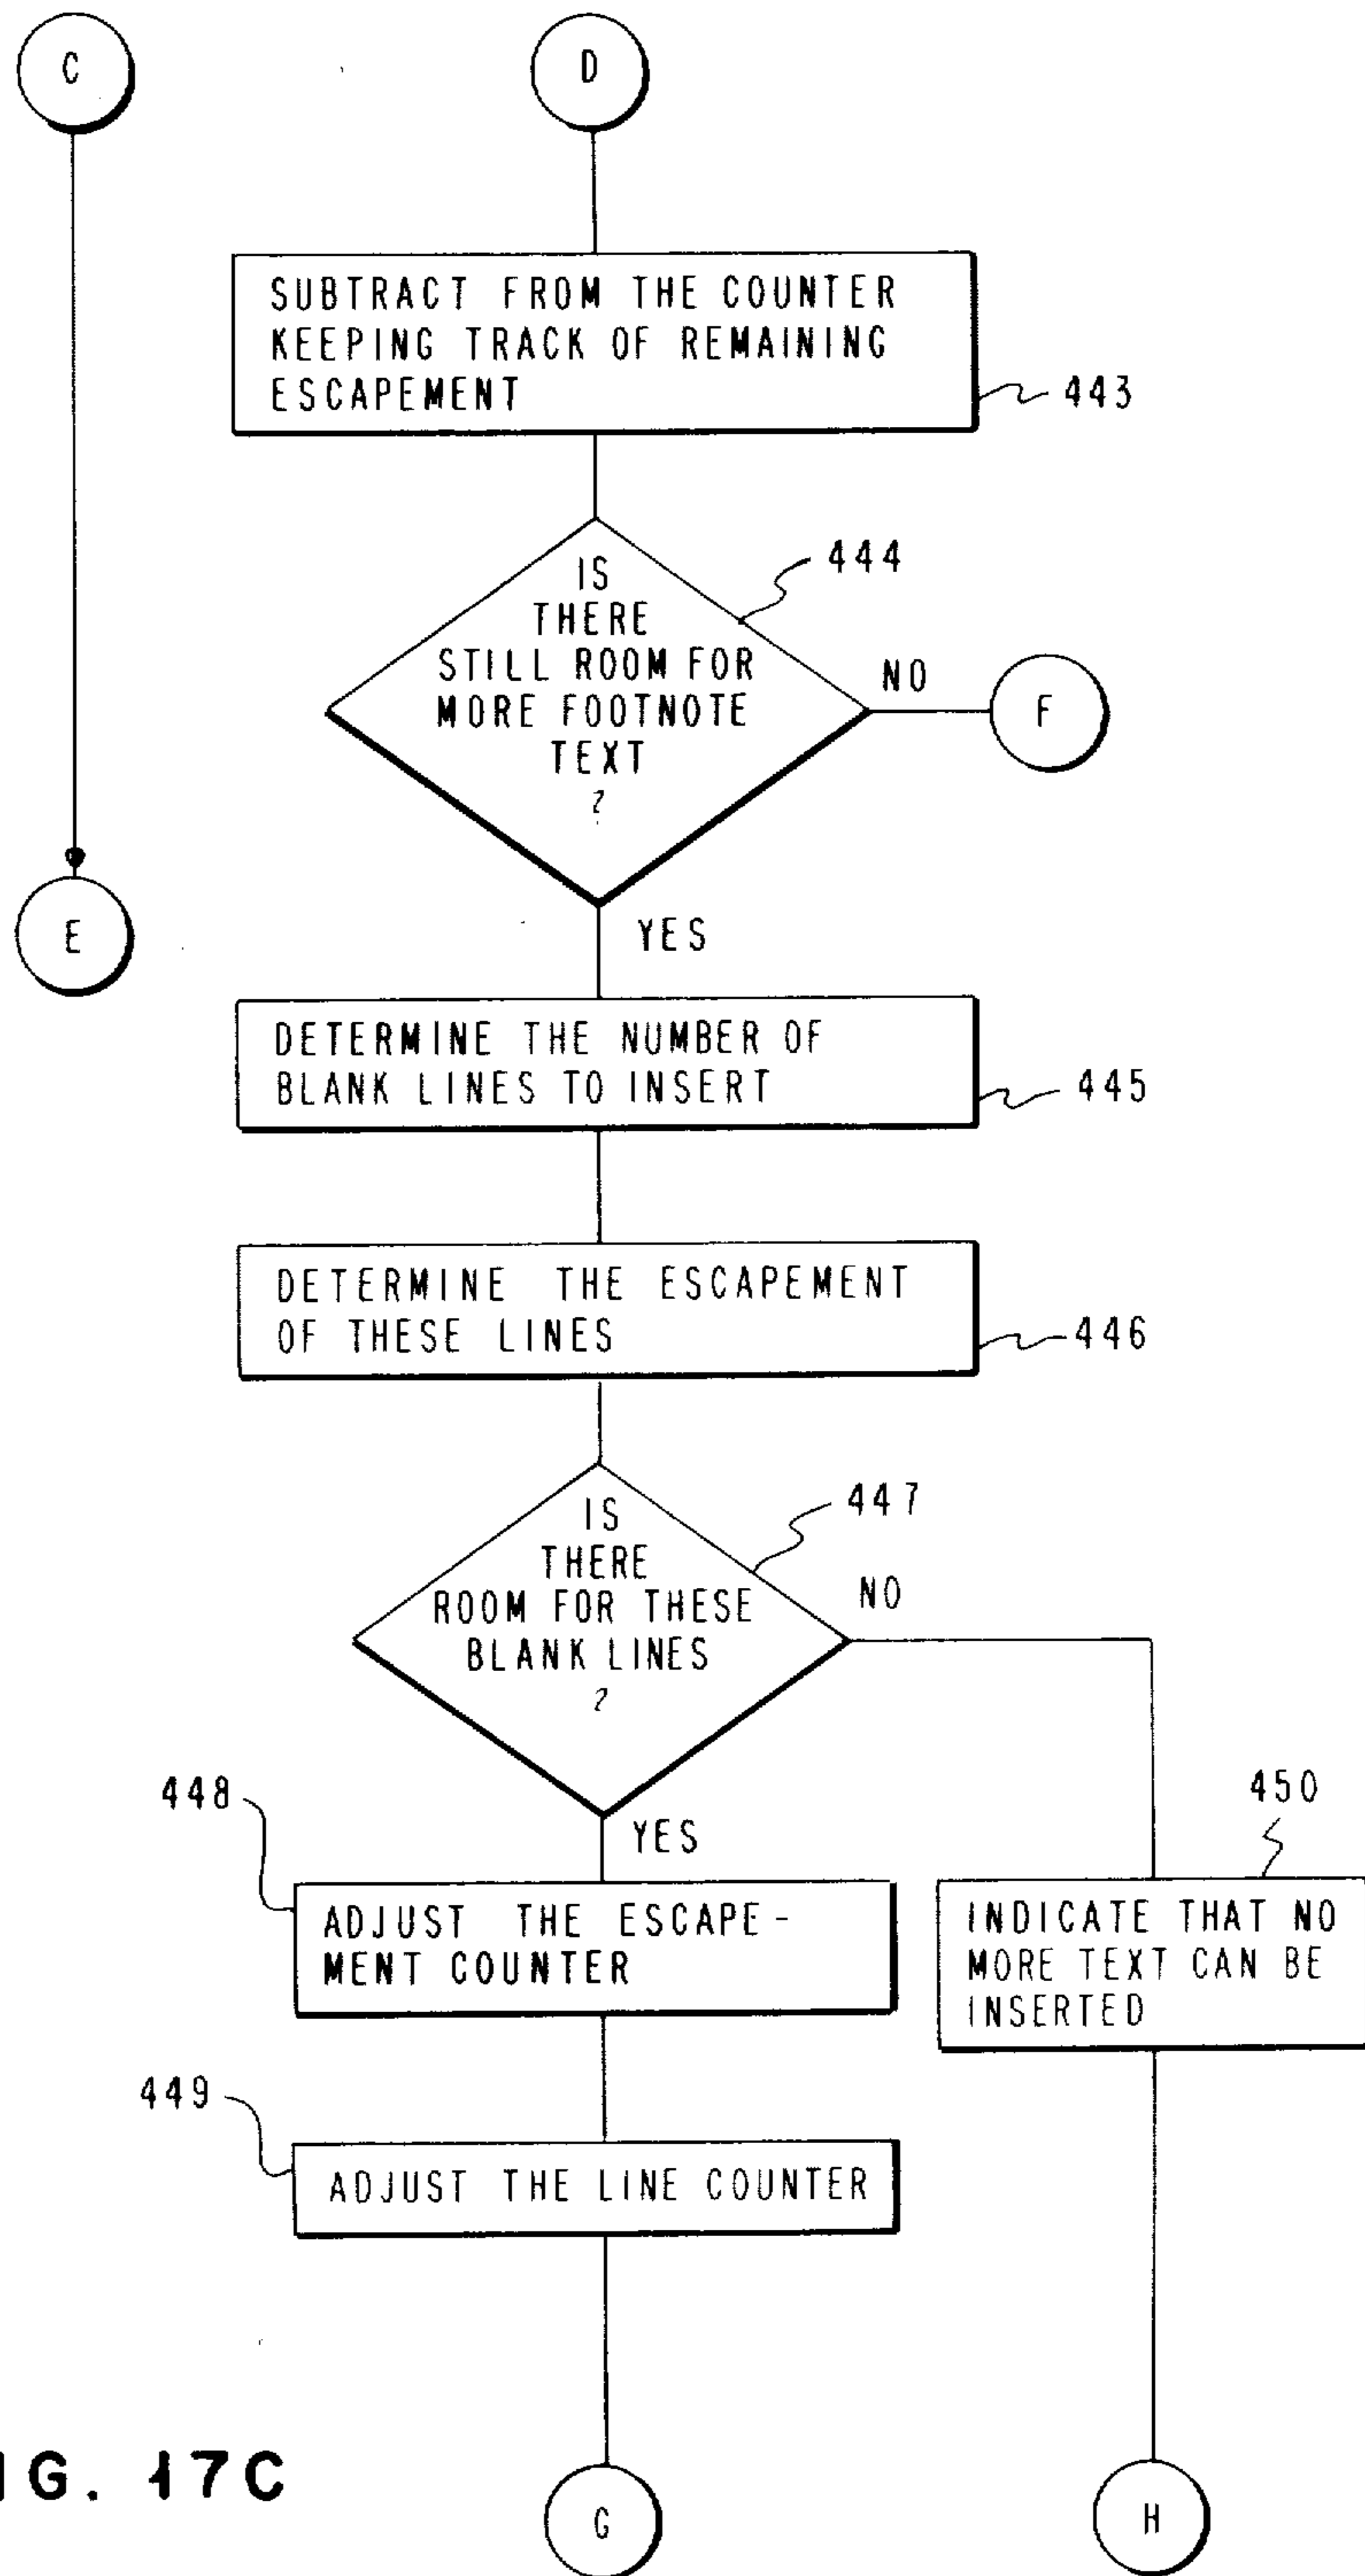 C
D
SUBTRACT FROM THE COUNTER
KEEPING TRACK OF REMAINING
ESCAPEMENT
443
IS
THERE
STILL ROOM FOR
MORE FOOTNOTE
TEXT
?
444
NO
F
E
YES
DETERMINE THE NUMBER OF
BLANK LINES TO INSERT
445
DETERMINE THE ESCAPEMENT
OF THESE LINES
446
IS
THERE
ROOM FOR THESE
BLANK LINES
?
447
NO
448
YES
450
ADJUST THE ESCAPE-
MENT COUNTER
INDICATE THAT NO
MORE TEXT CAN BE
INSERTED
449
ADJUST THE LINE COUNTER
IG. 17C
G
H